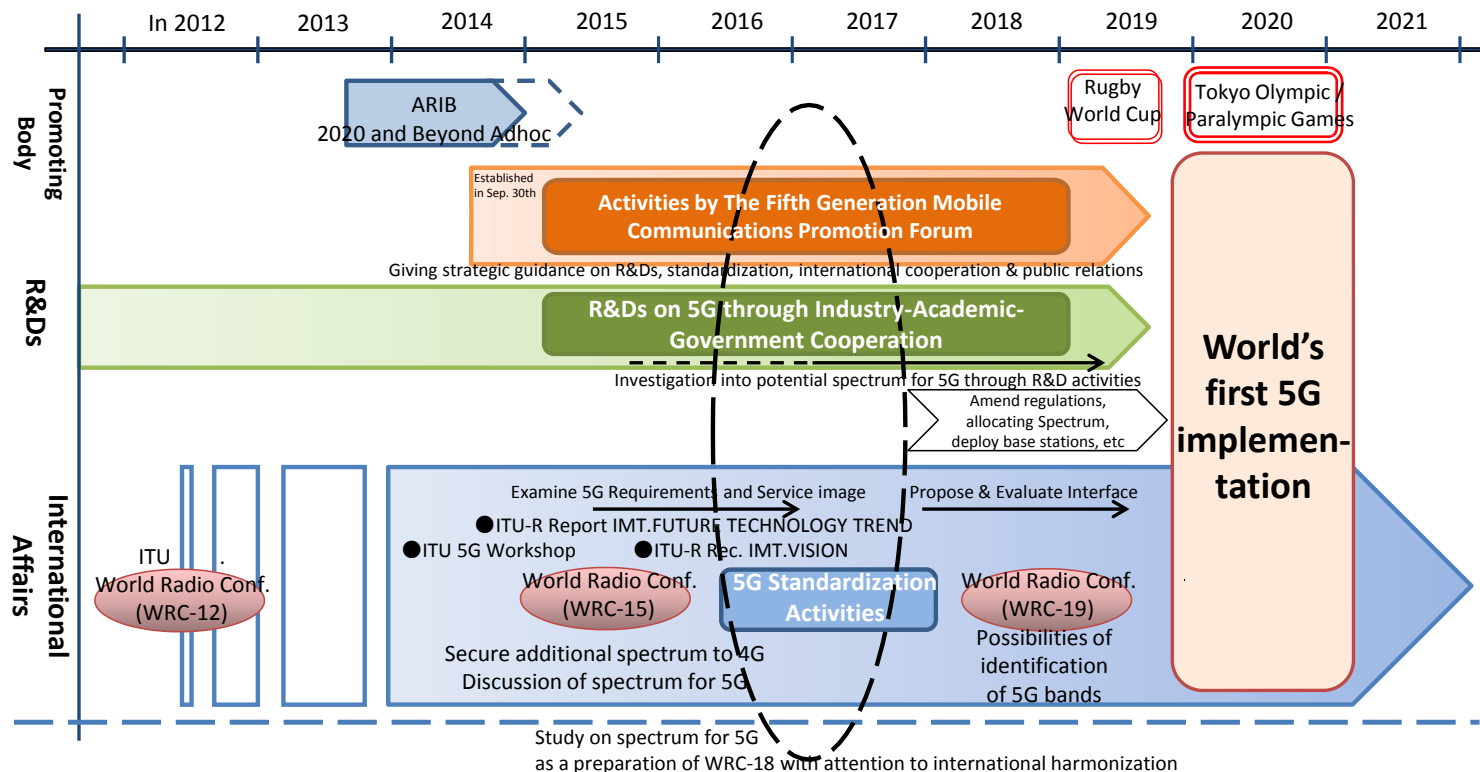 In 2012 2013 2014 2015 2016 2017 2018 2019 2020 2021
Promoting
Body
ARIB
2020 and Beyond Adhoc
Rugby
World Cup
Tokyo Olympic /
Paralympic Games
Established
in Sep. 30th
Activities by The Fifth Generation Mobile
Communications Promotion Forum
Giving strategic guidance on R&Ds, standardization, international cooperation & public relations
R&Ds
R&Ds on 5G through Industry-Academic-
Government Cooperation
Investigation into potential spectrum for 5G through R&D activities
Amend regulations,
allocating Spectrum,
deploy base stations, etc
World's
first 5G
implemen-
tation
International
Affairs
Examine 5G Requirements and Service image
Propose & Evaluate Interface
●ITU-R Report IMT.FUTURE TECHNOLOGY TREND
●ITU 5G Workshop
●ITU-R Rec. IMT.VISION
ITU .
World Radio Conf.
(WRC-12)
World Radio Conf.
(WRC-15)
5G Standardization
Activities
World Radio Conf.
(WRC-19)
Secure additional spectrum to 4G
Discussion of spectrum for 5G
Possibilities of
identification
of 5G bands
Study on spectrum for 5G
as a preparation of WRC-18 with attention to international harmonization